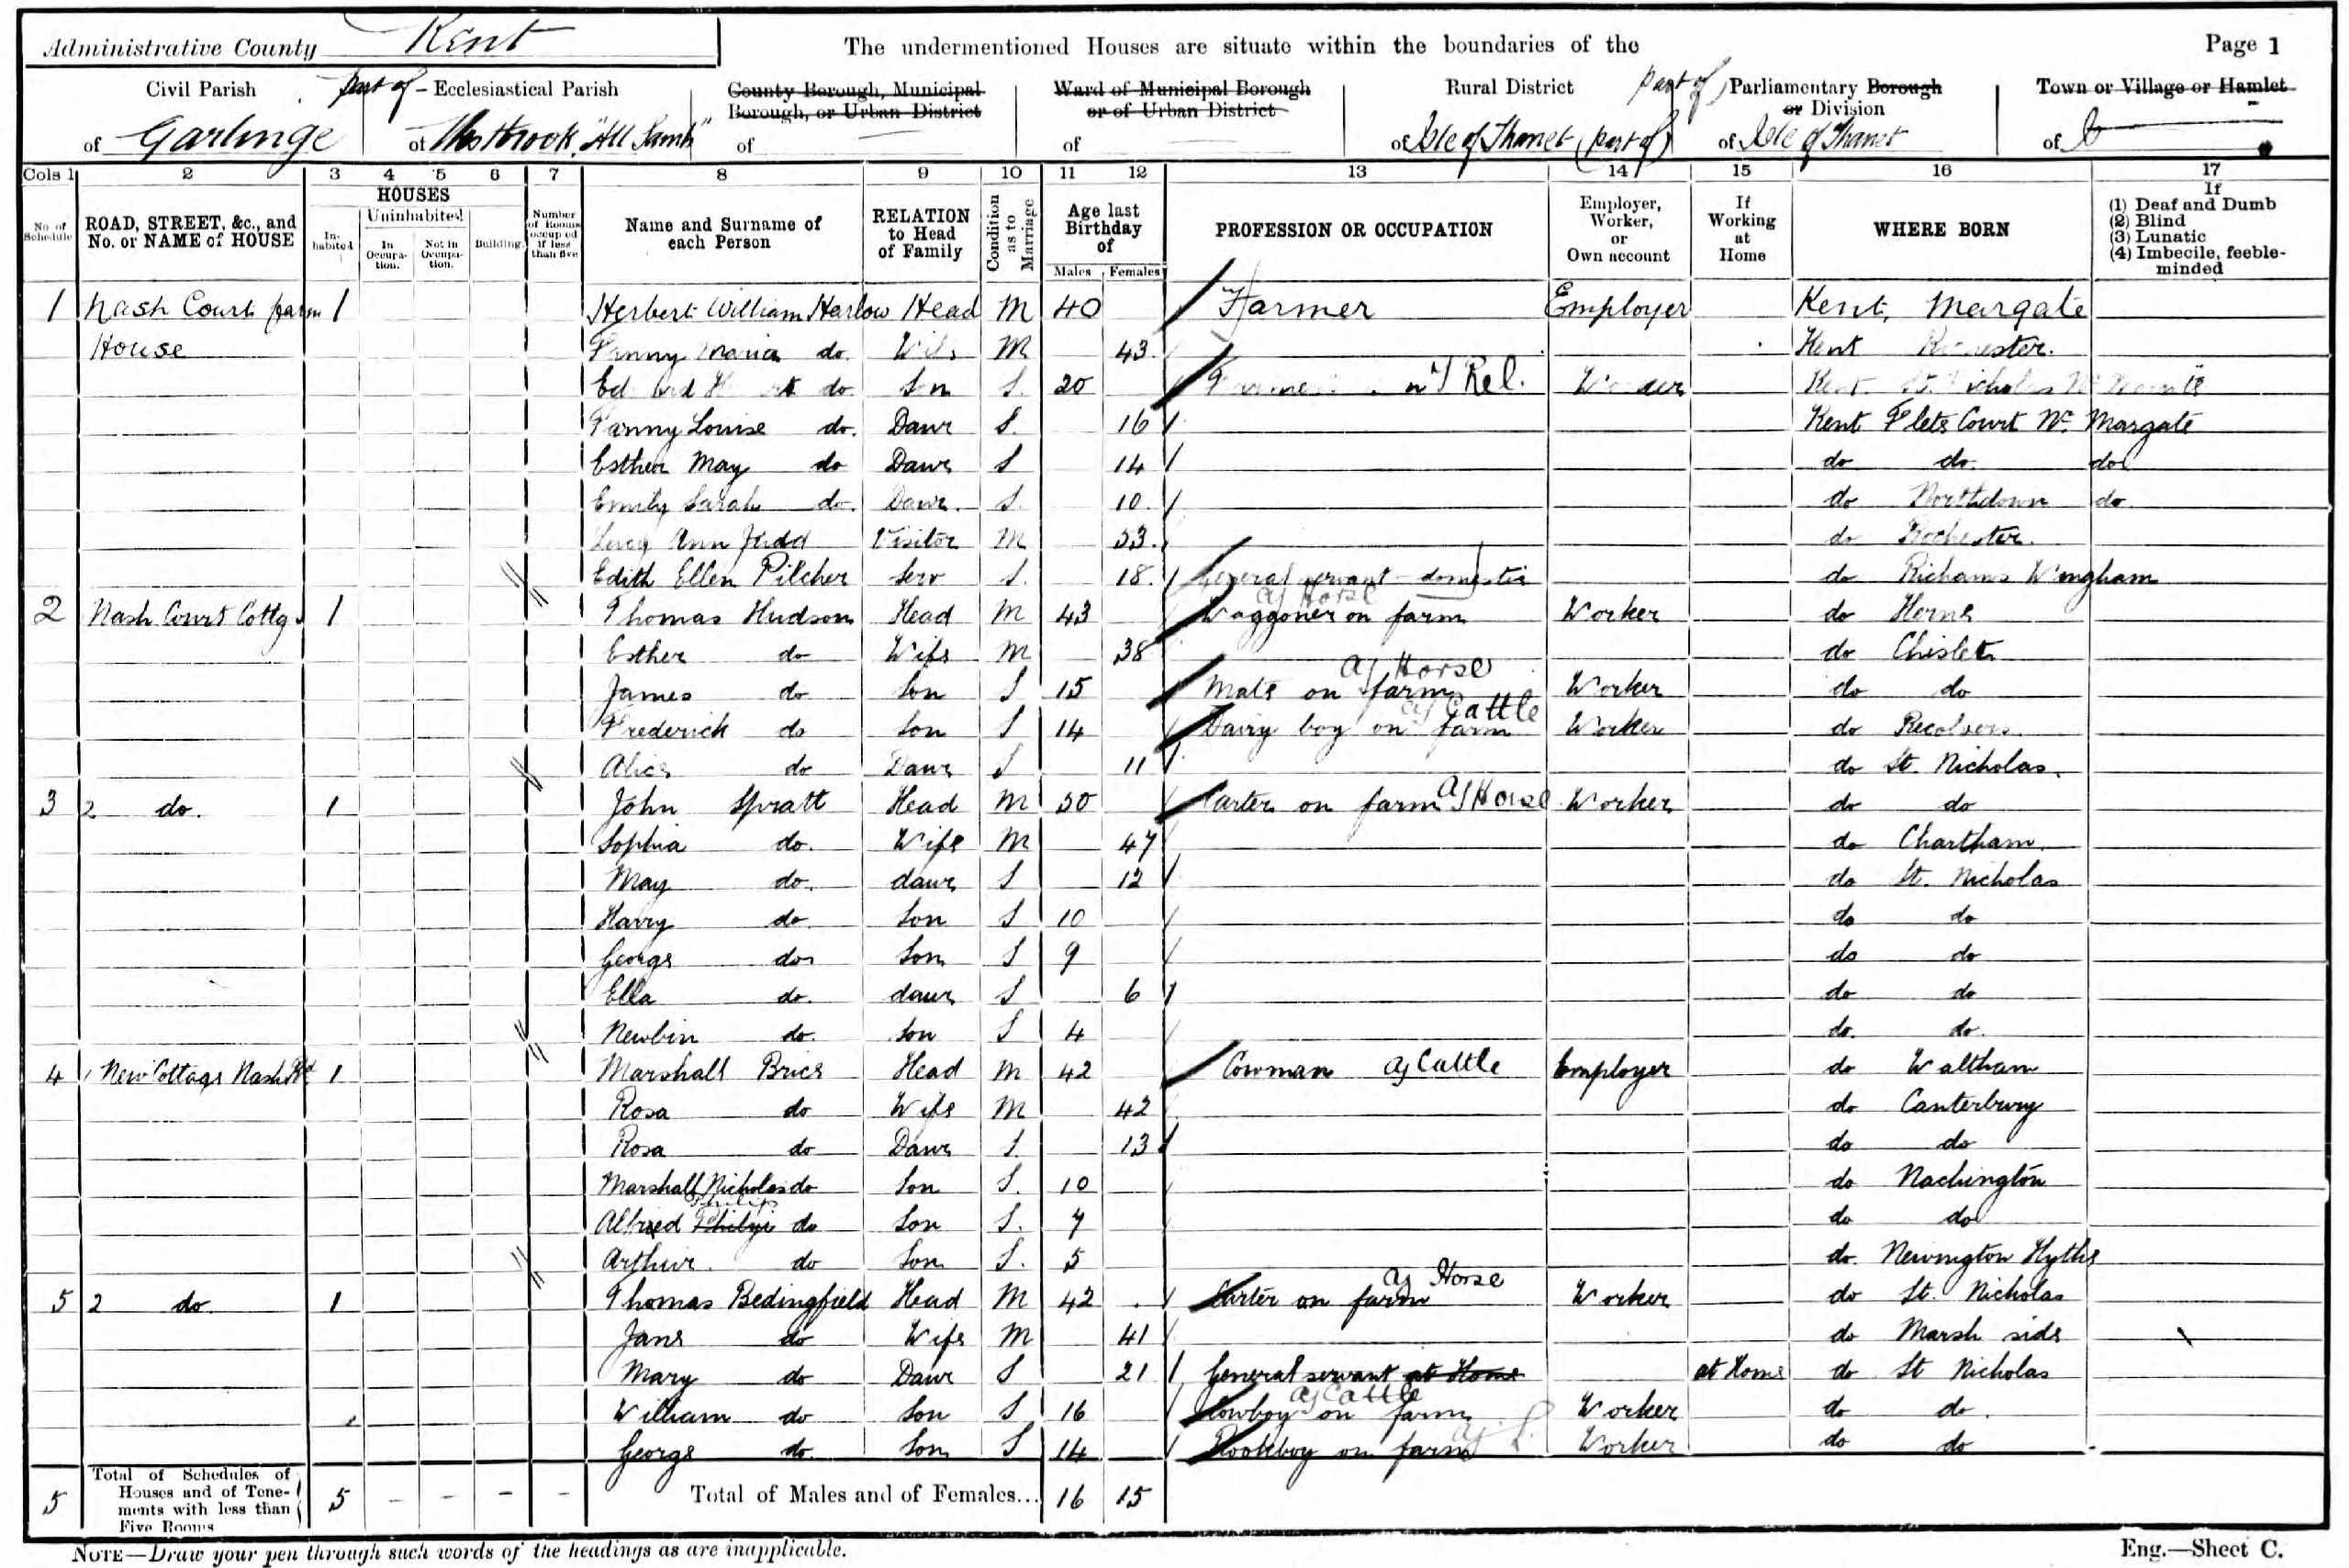 Administrative County Kent
The undermentioned Houses are situate within the boundaries of the
Page 1
Civil Parish of Garlinge
part of Ecclesiastical Parish of Westbrook "All Saints"
County Borough, Municipal Borough, or Urban District of
Ward of Municipal Borough or of Urban District of
Rural District of Isle of Thanet (part of)
part of Parliamentary Borough or Division of Isle of Thanet
Town or Village or Hamlet of
Cols 1 2 3 4 5 6 7 8 9 10 11 12 13 14 15 16 17
No. of Schedule
ROAD, STREET, &c., and No. or NAME of HOUSE
HOUSES
Inhabited
Uninhabited
In Occupation.
Not in Occupation.
Building.
Number of Rooms occupied if less than five
Name and Surname of each Person
RELATION to Head of Family
Condition as to Marriage
Age last Birthday of
Males Females
PROFESSION OR OCCUPATION
Employer, Worker, or Own account
If Working at Home
WHERE BORN
If
(1) Deaf and Dumb
(2) Blind
(3) Lunatic
(4) Imbecile, feeble-minded
1 Nash Court farm 1 Herbert William Harlow Head M 40 Farmer Employer Kent, Margate
House Fanny Maria do. Wife M 43 Kent Rochester.
do Son S. 20 Rel. Kent.
Fanny Louise do. Daur S. 16 Kent Flete Court Nr. Margate
Esther May do Daur S 14 do do. do
Emily Sarah do. Daur. S. 10. do Northdown do.
Ann Judd Visitor M 53. do Rochester.
Edith Ellen Pilcher Serv S. 18. General servant - domestic do Wingham
2 Nash Court Cottgs 1 Thomas Hudson Head M 43 Waggoner on farm Ag Horse Worker do Herne
Esther do Wife M 38 do Chislet
James do Son S 15 Mate on farm Ag Horse Worker do do
Frederick do Son S 14 Dairy boy on farm Ag Cattle Worker do Reculvers
Alice do Daur S 11 do St. Nicholas.
3 2 do. 1 John Spratt Head M 50 Carter on farm Ag Horse Worker do do
Sophia do. Wife M 47 do Chartham.
May do. daur S 12 do St. Nicholas
Harry do. Son S 10 do do
George do Son S 9 do do
Ella do. daur S 6 do do
Newbin do. Son S 4 do. do.
4 1 New Cottage Nash Rd 1 Marshall Brice Head M 42 Cowman Ag Cattle Employer do Waltham
Rosa do Wife M 42 do Canterbury
Rosa do Daur S 13 do do
Marshall Nicholas do Son S. 10 do Nackington
Alfred Philip do Son S. 7 do do
Arthur. do Son S. 5 do. Newington Hythe
5 2 do. 1 Thomas Bedingfield Head M 42 Carter on farm Ag Horse Worker do St. Nicholas
Jane do Wife M 41 do Marsh side
Mary do Daur S 21 General servant at Home at Home do St Nicholas
William do Son S 16 Cowboy on farm Ag Cattle Worker do do.
George do. Son S 14 Rookboy on farm Worker do do
5 Total of Schedules of Houses and of Tenements with less than Five Rooms 5 - - - - Total of Males and of Females... 16 15
NOTE—Draw your pen through such words of the headings as are inapplicable.
Eng.—Sheet C.